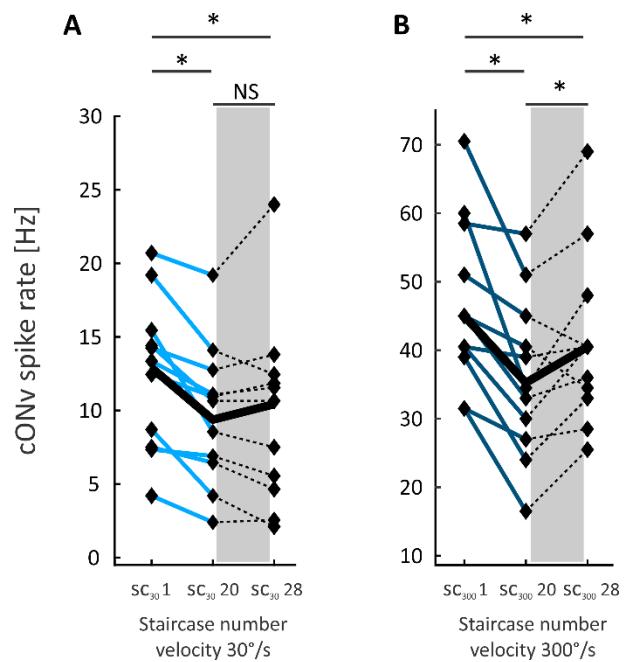 A
B
*
*
*
*
*
NS
cONv spike rate [Hz]
30
25
20
15
10
5
0
70
60
50
40
30
20
10
SC₃₀ 1 SC₃₀ 20 SC₃₀ 28
SC₃₀₀ 1 SC₃₀₀ 20 SC₃₀₀ 28
Staircase number
velocity 30°/s
Staircase number
velocity 300°/s